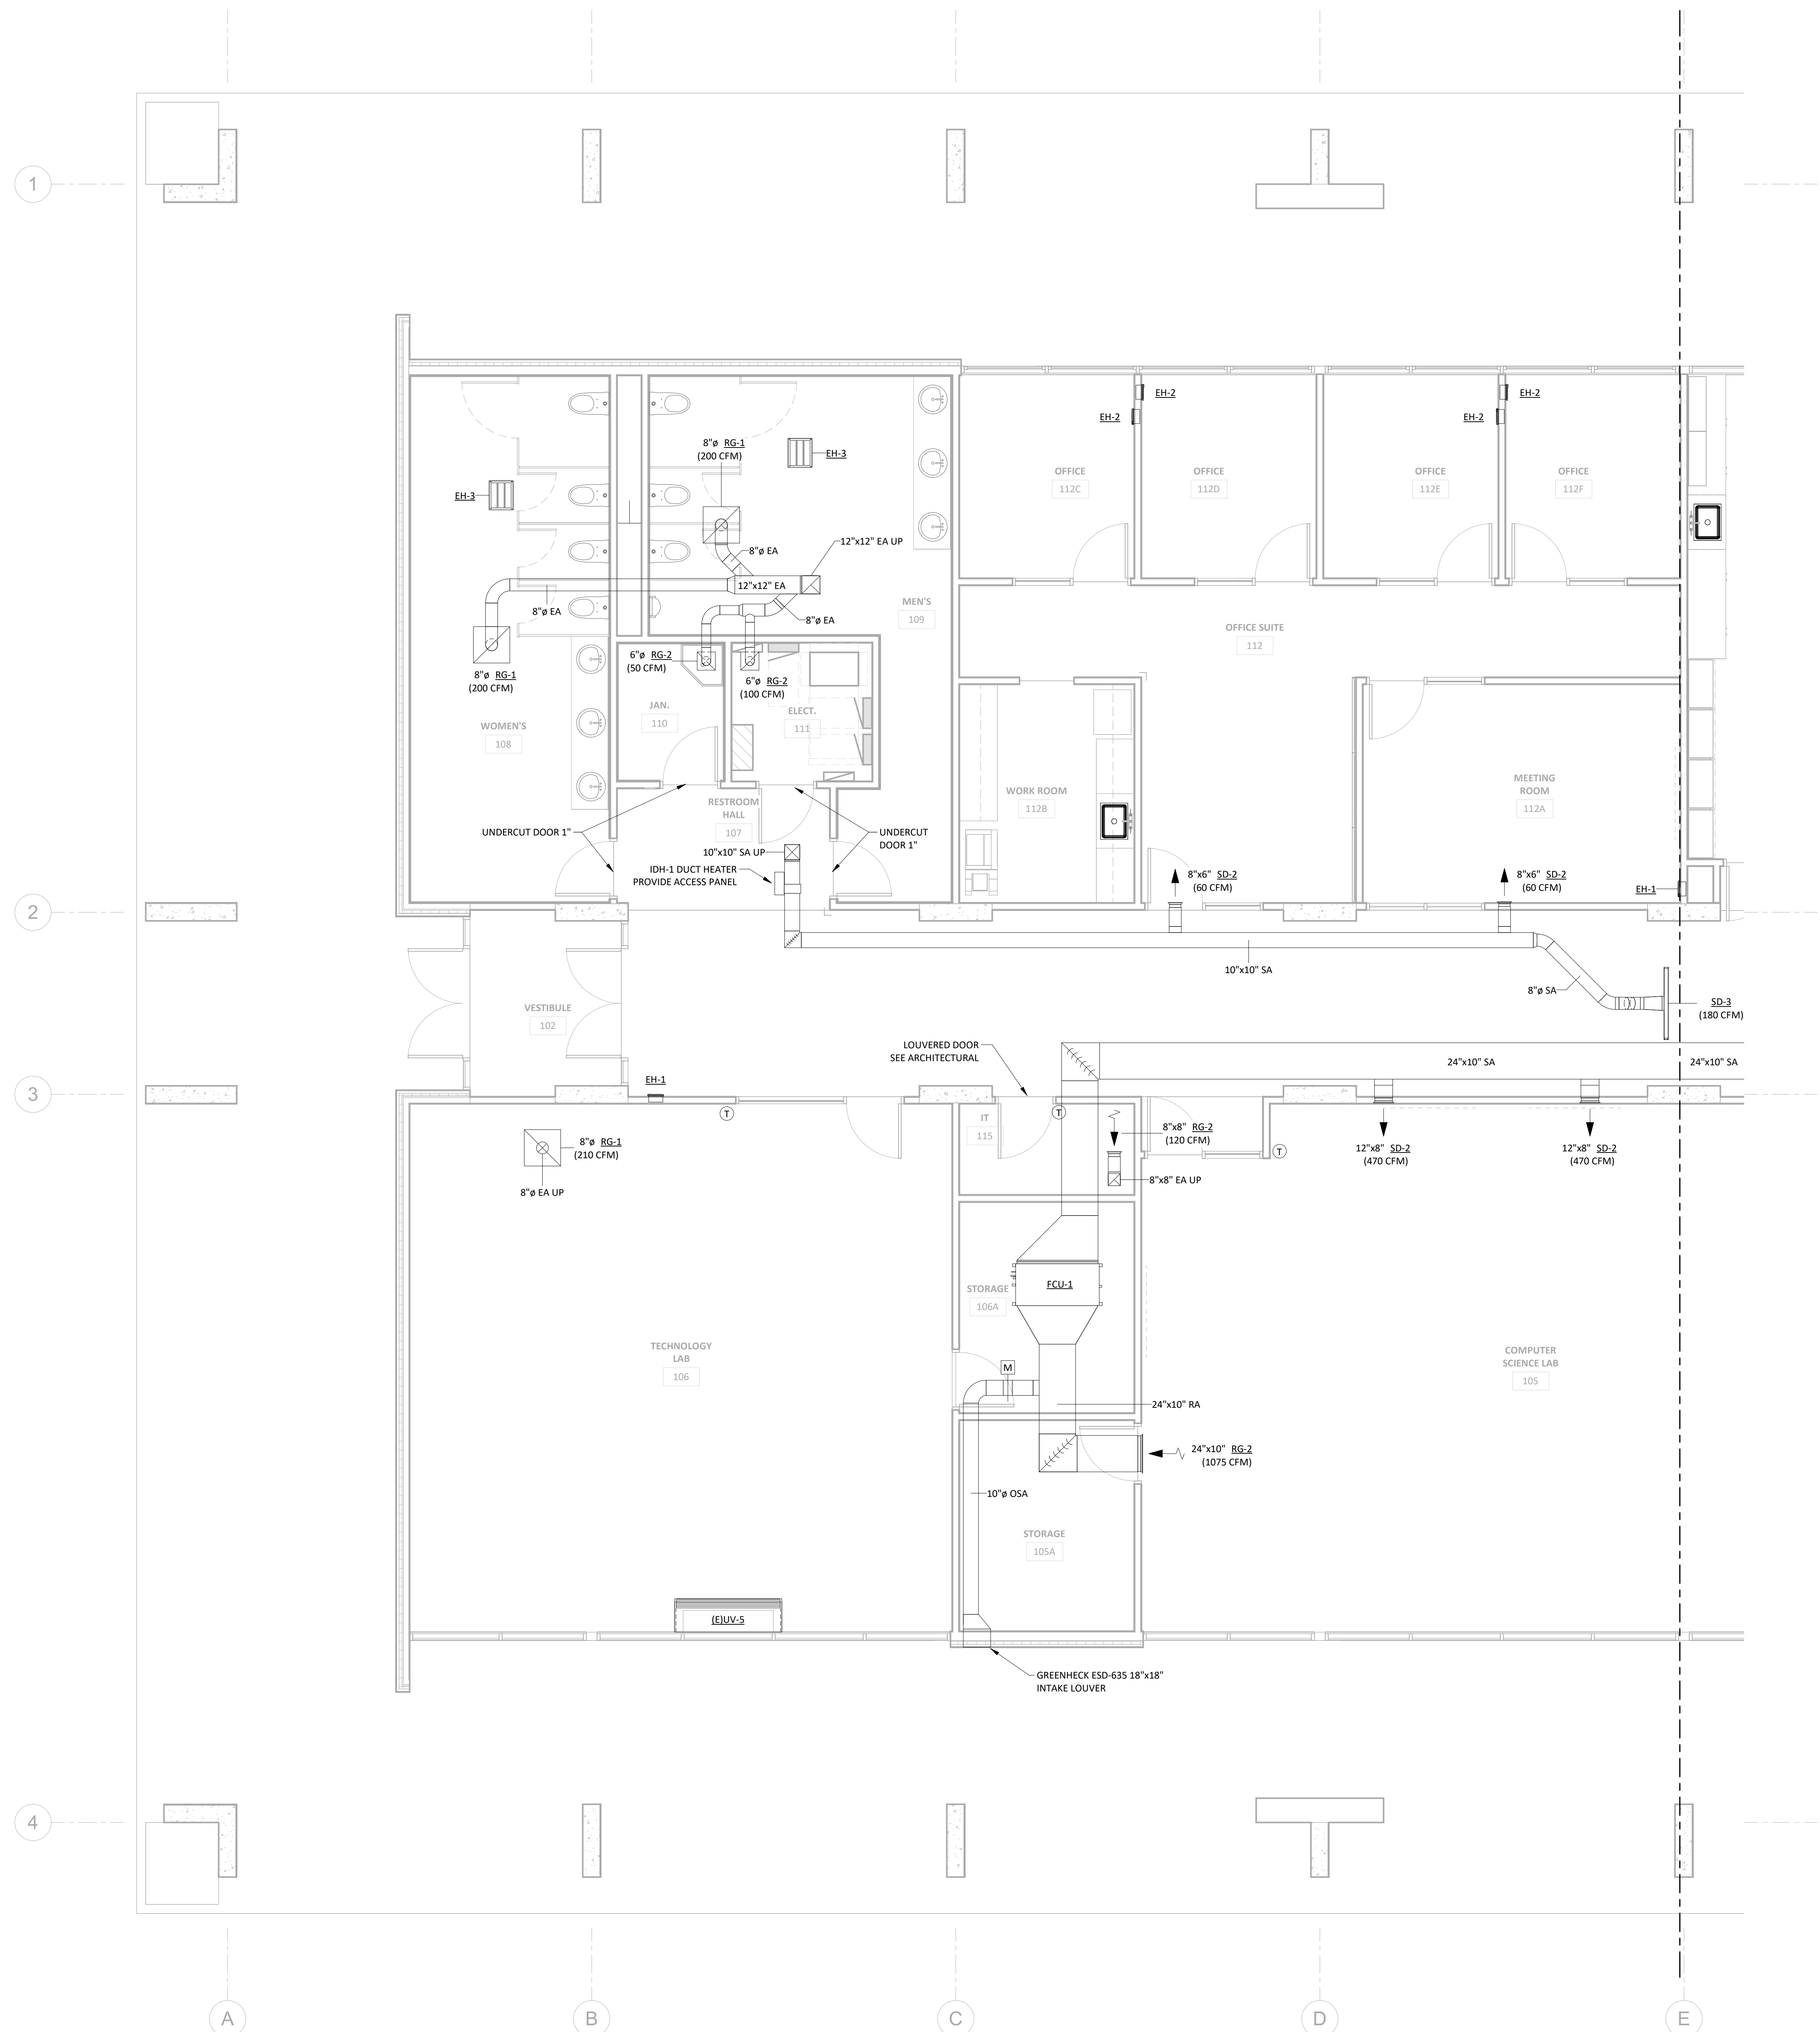 1
EH-2
EH-2
EH-2
EH-2
8"ø RG-1
(200 CFM)
EH-3
EH-3
OFFICE
112C
OFFICE
112D
OFFICE
112E
OFFICE
112F
12"x12" EA UP
8"ø EA
12"x12" EA
8"ø EA
8"ø EA
MEN'S
109
OFFICE SUITE
112
6"ø RG-2
(50 CFM)
8"ø RG-1
(200 CFM)
6"ø RG-2
(100 CFM)
JAN.
110
ELECT.
111
WOMEN'S
108
WORK ROOM
112B
MEETING
ROOM
112A
RESTROOM
HALL
107
UNDERCUT DOOR 1"
UNDERCUT
DOOR 1"
10"x10" SA UP
IDH-1 DUCT HEATER
PROVIDE ACCESS PANEL
8"x6" SD-2
(60 CFM)
8"x6" SD-2
(60 CFM)
EH-1
2
10"x10" SA
8"ø SA
SD-3
(180 CFM)
VESTIBULE
102
LOUVERED DOOR
SEE ARCHITECTURAL
24"x10" SA
24"x10" SA
3
EH-1
T
T
IT
115
8"x8" RG-2
(120 CFM)
T
12"x8" SD-2
(470 CFM)
12"x8" SD-2
(470 CFM)
8"ø RG-1
(210 CFM)
8"ø EA UP
8"x8" EA UP
FCU-1
STORAGE
106A
TECHNOLOGY
LAB
106
M
COMPUTER
SCIENCE LAB
105
24"x10" RA
24"x10" RG-2
(1075 CFM)
10"ø OSA
STORAGE
105A
(E)UV-5
GREENHECK ESD-635 18"x18"
INTAKE LOUVER
4
A
B
C
D
E